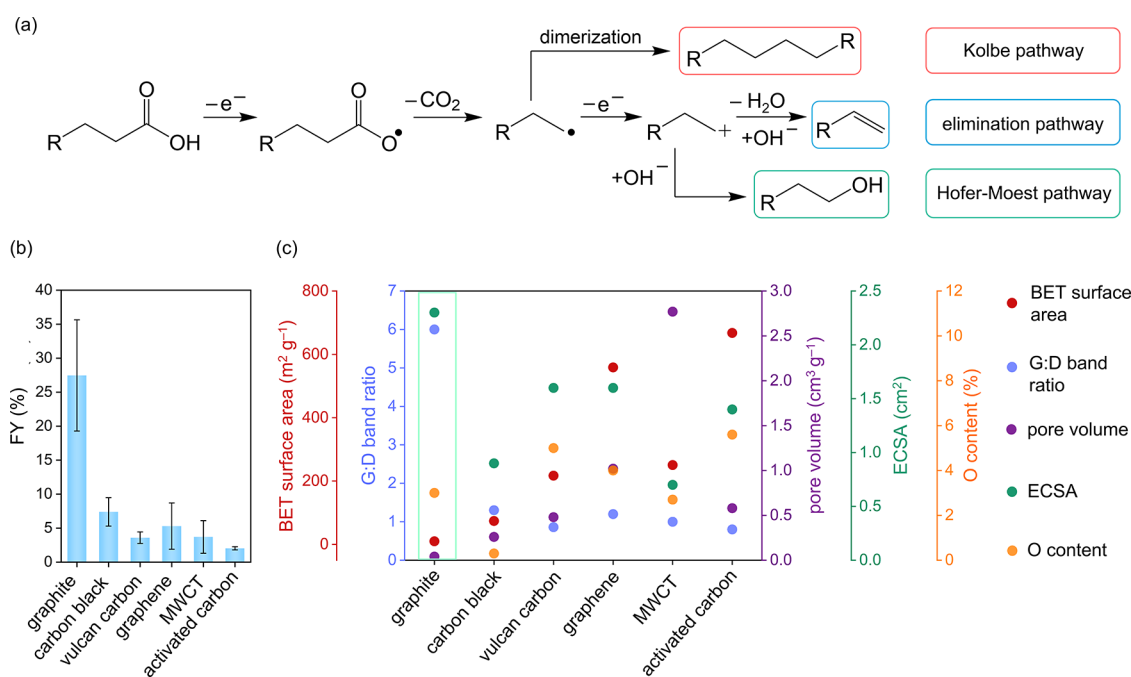 (a)
dimerization
R
R
Kolbe pathway
R
O
OH
–e⁻
R
O
O•
–CO₂
R
•
–e⁻
R
+
–H₂O
+OH⁻
R
elimination pathway
+OH⁻
R
OH
Hofer-Moest pathway
(b)
FY (%)
40
35
30
25
20
15
10
5
0
graphite
carbon black
vulcan carbon
graphene
MWCT
activated carbon
(c)
BET surface area (m² g⁻¹)
800
600
400
200
0
G:D band ratio
7
6
5
4
3
2
1
0
graphite
carbon black
vulcan carbon
graphene
MWCT
activated carbon
3.0
2.5
2.0
1.5
1.0
0.5
0.0
pore volume (cm³ g⁻¹)
2.5
2.0
1.5
1.0
0.5
0.0
ECSA (cm²)
12
10
8
6
4
2
0
O content (%)
BET surface
area
G:D band
ratio
pore volume
ECSA
O content